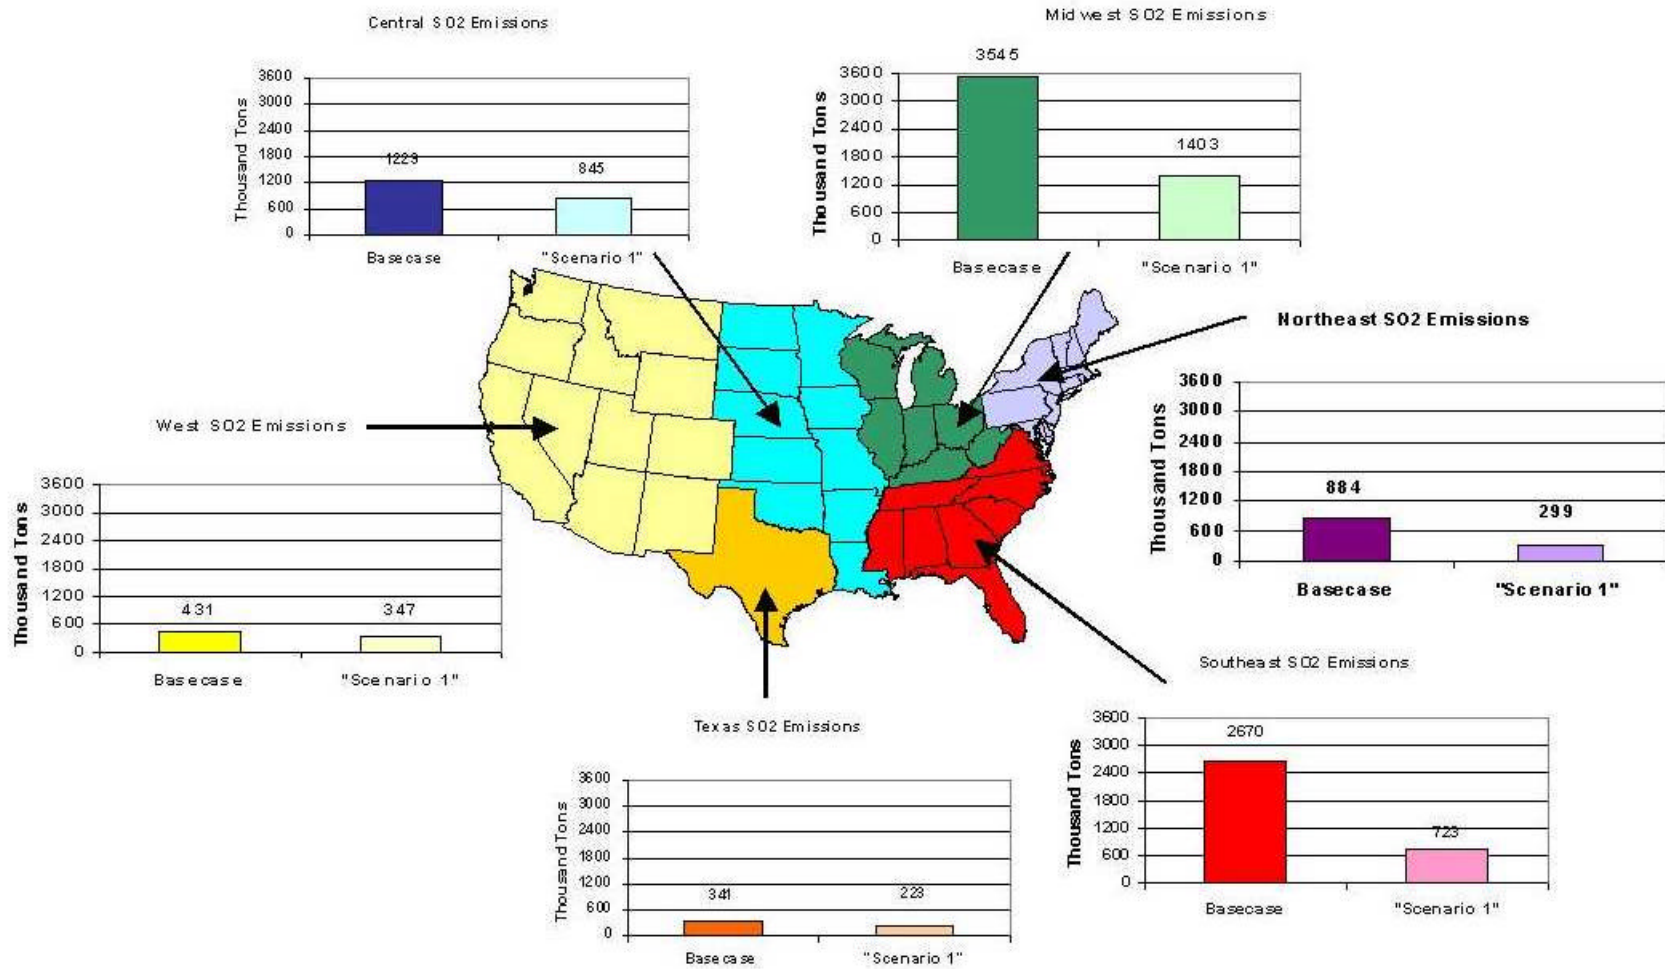 Central SO2 Emissions
Thousand Tons
3600
3000
2400
1800
1200
600
0
1229
845
Basecase
"Scenario 1"
Midwest SO2 Emissions
Thousand Tons
3600
3000
2400
1800
1200
600
0
3545
1403
Basecase
"Scenario 1"
Northeast SO2 Emissions
Thousand Tons
3600
3000
2400
1800
1200
600
0
884
299
Basecase
"Scenario 1"
West SO2 Emissions
Thousand Tons
3600
3000
2400
1800
1200
600
0
431
347
Basecase
"Scenario 1"
Southeast SO2 Emissions
Thousand Tons
3600
3000
2400
1800
1200
600
0
2670
723
Basecase
"Scenario 1"
Texas SO2 Emissions
Thousand Tons
3600
3000
2400
1800
1200
600
0
341
223
Basecase
"Scenario 1"